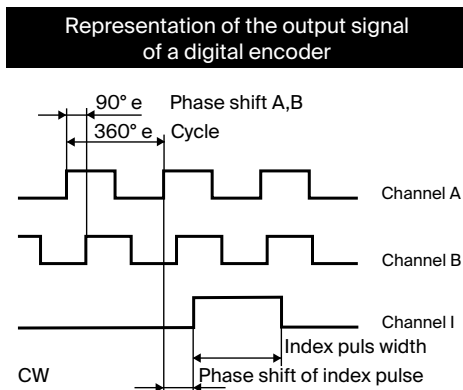 Representation of the output signal
of a digital encoder
90° e Phase shift A,B
360° e Cycle
Channel A
Channel B
Channel I
Index puls width
CW Phase shift of index pulse